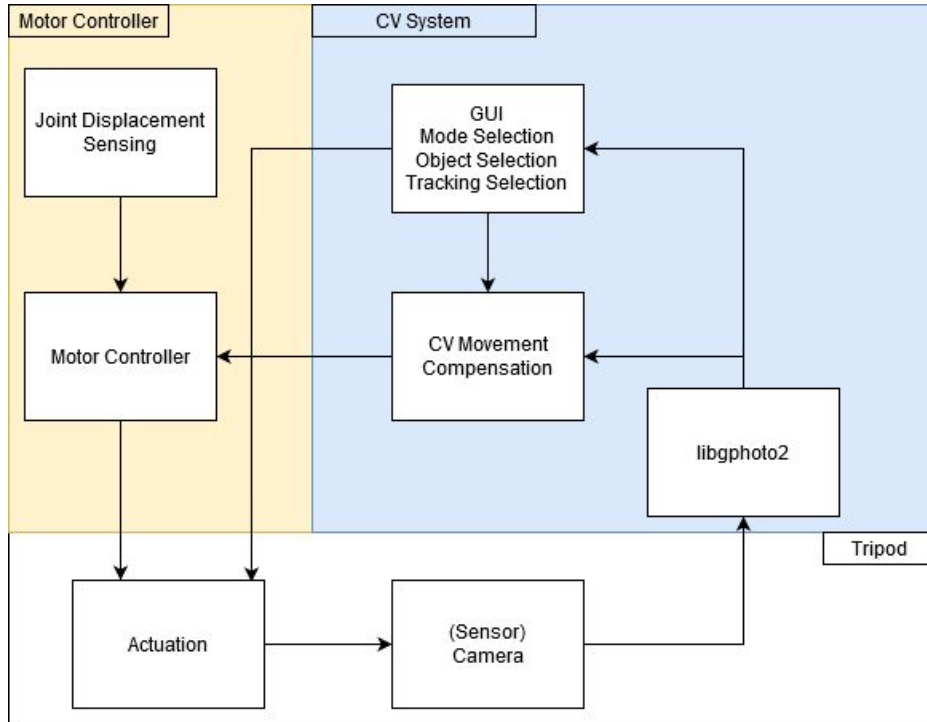 Motor Controller
CV System
Joint Displacement
Sensing
GUI
Mode Selection
Object Selection
Tracking Selection
Motor Controller
CV Movement
Compensation
libgphoto2
Tripod
Actuation
(Sensor)
Camera